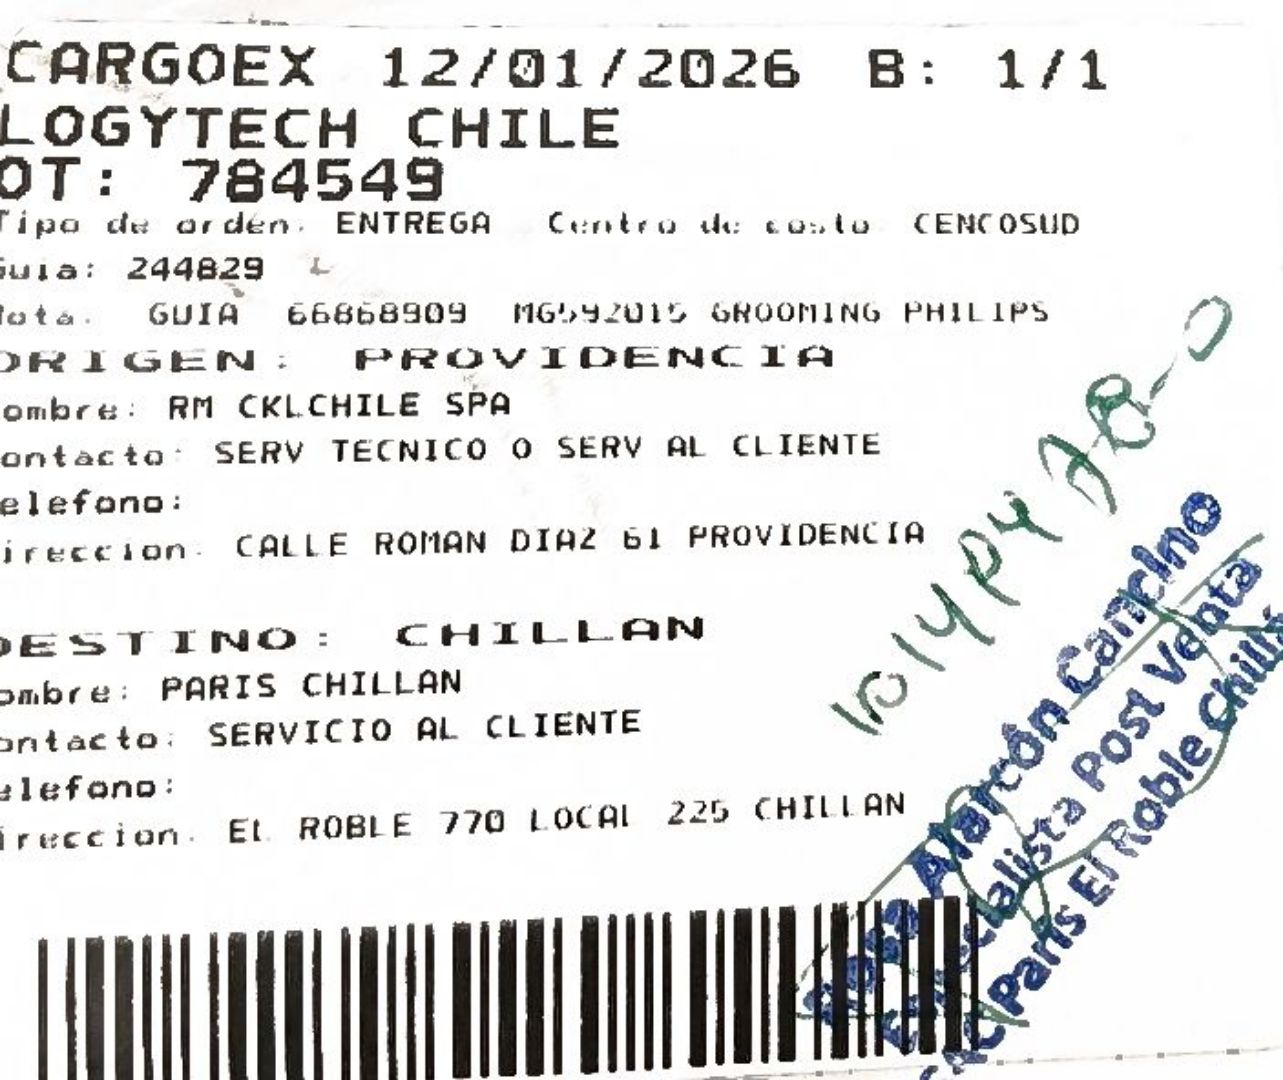 CARGOEX 12/01/2026 B: 1/1
LOGYTECH CHILE
OT: 784549
Tipo de orden: ENTREGA Centro de costo: CENCOSUD
Guia: 244829
Nota: GUIA 66868909 MG592015 GROOMING PHILIPS
ORIGEN: PROVIDENCIA
ombre: RM CKLCHILE SPA
ontacto: SERV TECNICO O SERV AL CLIENTE
elefono:
ireccion: CALLE ROMAN DIAZ 61 PROVIDENCIA
DESTINO: CHILLAN
ombre: PARIS CHILLAN
ontacto: SERVICIO AL CLIENTE
elefono:
ireccion: EL ROBLE 770 LOCAL 225 CHILLAN
Rosa Alarcón Cancino
Especialista Post Venta
SAC Paris El Roble Chillán